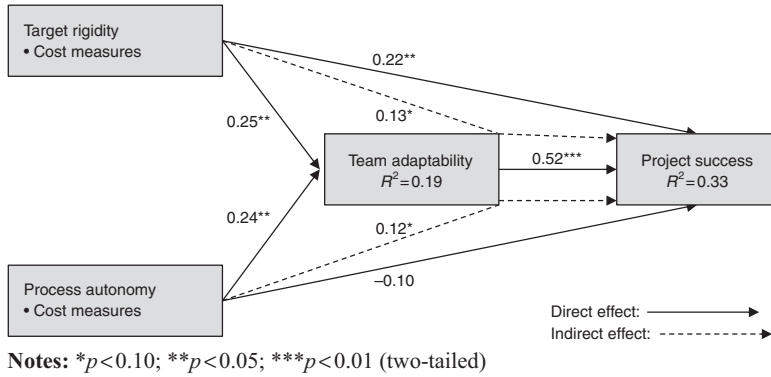 Target rigidity
• Cost measures
0.22**
0.13*
0.25**
Team adaptability
R²=0.19
0.52***
Project success
R²=0.33
0.24**
0.12*
Process autonomy
• Cost measures
–0.10
Direct effect:
Indirect effect:
Notes: *p<0.10; **p<0.05; ***p<0.01 (two-tailed)